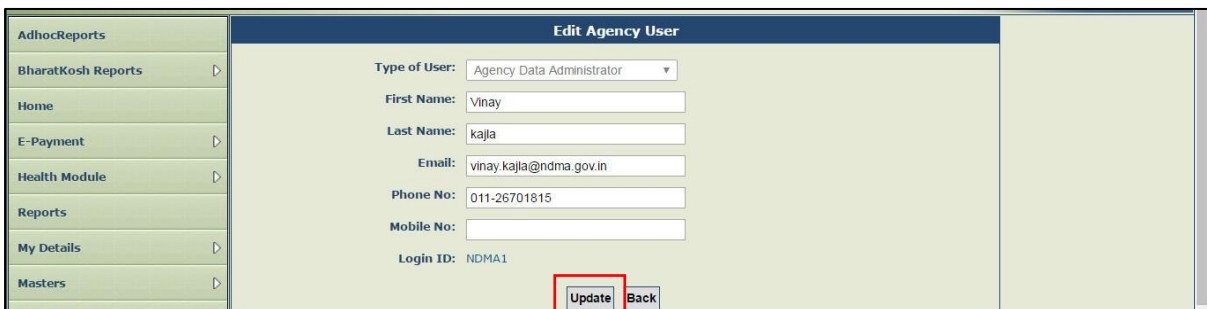 Edit Agency User
AdhocReports
BharatKosh Reports
Home
E-Payment
Health Module
Reports
My Details
Masters
Type of User: Agency Data Administrator
First Name: Vinay
Last Name: kajla
Email: vinay.kajla@ndma.gov.in
Phone No: 011-26701815
Mobile No:
Login ID: NDMA1
Update Back